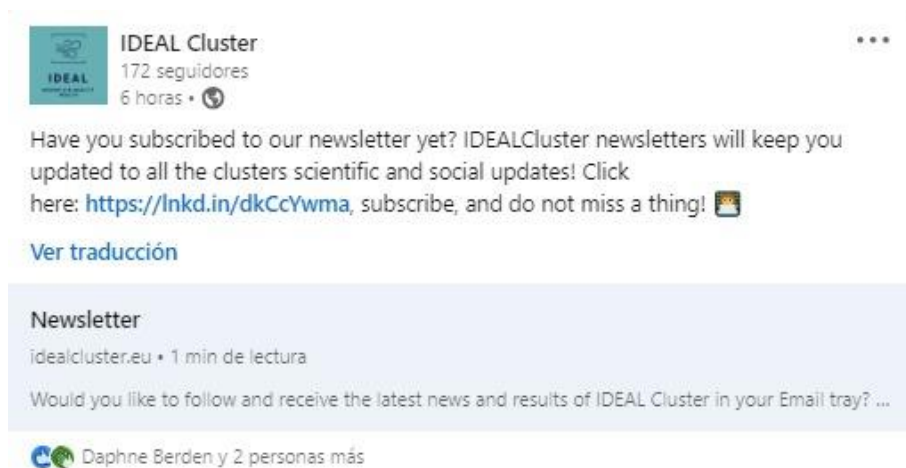 IDEAL Cluster
172 seguidores
6 horas •
IDEAL
Have you subscribed to our newsletter yet? IDEALCluster newsletters will keep you
updated to all the clusters scientific and social updates! Click
here: https://lnkd.in/dkCcYwma, subscribe, and do not miss a thing!
Ver traducción
Newsletter
idealcluster.eu • 1 min de lectura
Would you like to follow and receive the latest news and results of IDEAL Cluster in your Email tray? ...
Daphne Berden y 2 personas más